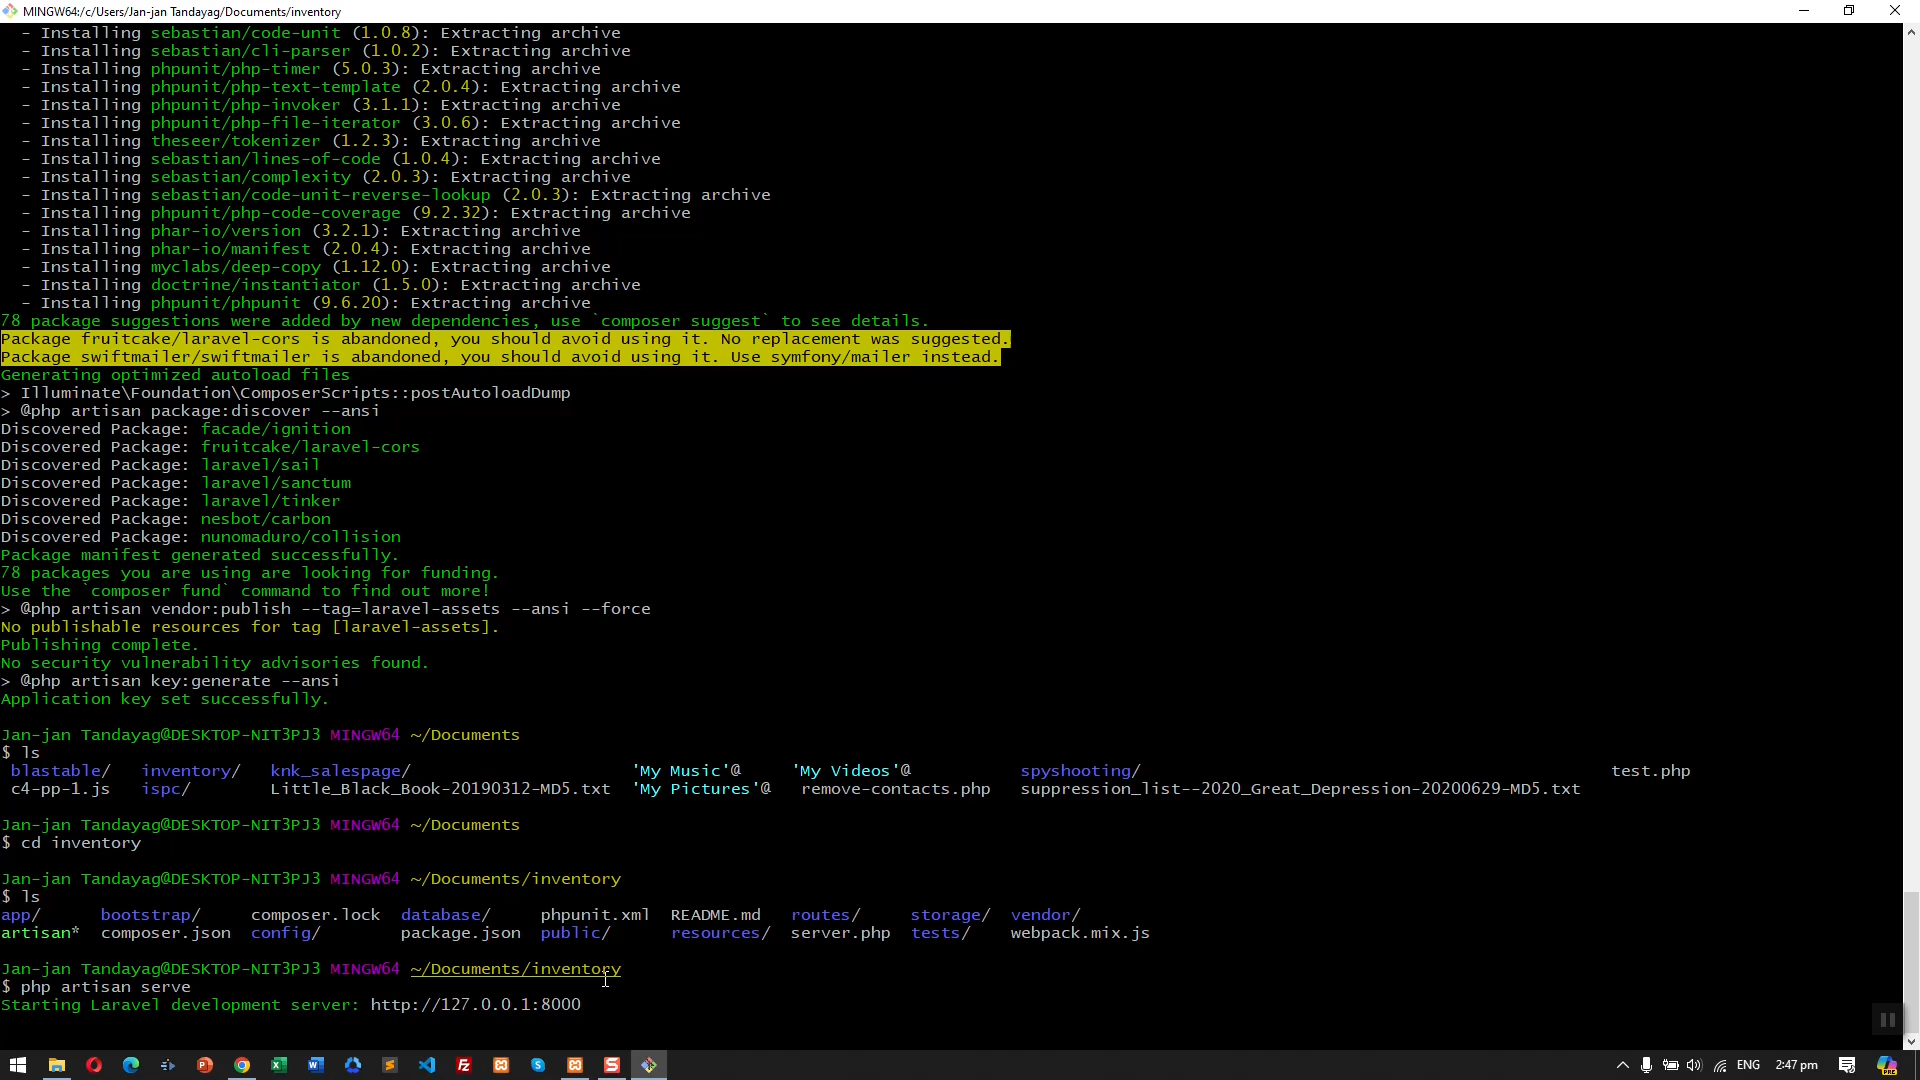 MINGW64:/c/Users/Jan-jan Tandayag/Documents/inventory
- Installing sebastian/code-unit (1.0.8): Extracting archive
- Installing sebastian/cli-parser (1.0.2): Extracting archive
- Installing phpunit/php-timer (5.0.3): Extracting archive
- Installing phpunit/php-text-template (2.0.4): Extracting archive
- Installing phpunit/php-invoker (3.1.1): Extracting archive
- Installing phpunit/php-file-iterator (3.0.6): Extracting archive
- Installing theseer/tokenizer (1.2.3): Extracting archive
- Installing sebastian/lines-of-code (1.0.4): Extracting archive
- Installing sebastian/complexity (2.0.3): Extracting archive
- Installing sebastian/code-unit-reverse-lookup (2.0.3): Extracting archive
- Installing phpunit/php-code-coverage (9.2.32): Extracting archive
- Installing phar-io/version (3.2.1): Extracting archive
- Installing phar-io/manifest (2.0.4): Extracting archive
- Installing myclabs/deep-copy (1.12.0): Extracting archive
- Installing doctrine/instantiator (1.5.0): Extracting archive
- Installing phpunit/phpunit (9.6.20): Extracting archive
78 package suggestions were added by new dependencies, use `composer suggest` to see details.
Package fruitcake/laravel-cors is abandoned, you should avoid using it. No replacement was suggested.
Package swiftmailer/swiftmailer is abandoned, you should avoid using it. Use symfony/mailer instead.
Generating optimized autoload files
> Illuminate\Foundation\ComposerScripts::postAutoloadDump
> @php artisan package:discover --ansi
Discovered Package: facade/ignition
Discovered Package: fruitcake/laravel-cors
Discovered Package: laravel/sail
Discovered Package: laravel/sanctum
Discovered Package: laravel/tinker
Discovered Package: nesbot/carbon
Discovered Package: nunomaduro/collision
Package manifest generated successfully.
78 packages you are using are looking for funding.
Use the `composer fund` command to find out more!
> @php artisan vendor:publish --tag=laravel-assets --ansi --force
No publishable resources for tag [laravel-assets].
Publishing complete.
No security vulnerability advisories found.
> @php artisan key:generate --ansi
Application key set successfully.
Jan-jan Tandayag@DESKTOP-NIT3PJ3 MINGW64 ~/Documents
$ ls
blastable/ inventory/ knk_salespage/ 'My Music'@ 'My Videos'@ spyshooting/ test.php
c4-pp-1.js ispc/ Little_Black_Book-20190312-MD5.txt 'My Pictures'@ remove-contacts.php suppression_list--2020_Great_Depression-20200629-MD5.txt
Jan-jan Tandayag@DESKTOP-NIT3PJ3 MINGW64 ~/Documents
$ cd inventory
Jan-jan Tandayag@DESKTOP-NIT3PJ3 MINGW64 ~/Documents/inventory
$ ls
app/ bootstrap/ composer.lock database/ phpunit.xml README.md routes/ storage/ vendor/
artisan* composer.json config/ package.json public/ resources/ server.php tests/ webpack.mix.js
Jan-jan Tandayag@DESKTOP-NIT3PJ3 MINGW64 ~/Documents/inventory
$ php artisan serve
Starting Laravel development server: http://127.0.0.1:8000
ENG 2:47 pm